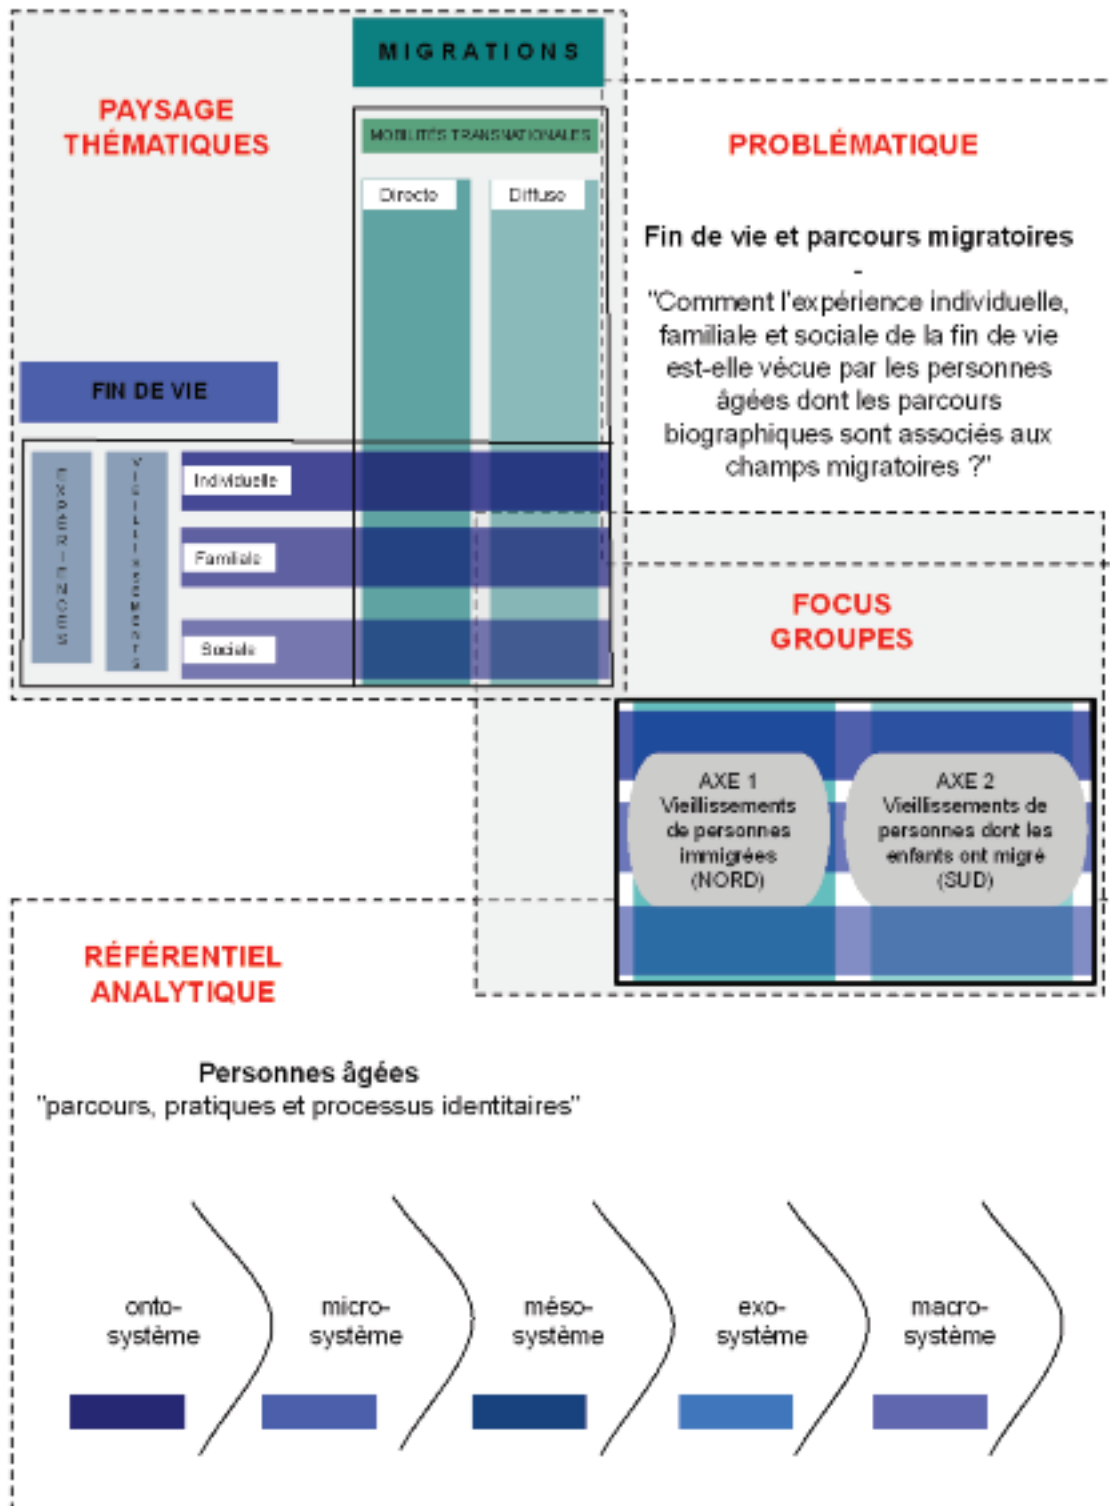 MIGRATIONS
PAYSAGE
THÉMATIQUES
MOBILITÉS TRANSNATIONALES
Directe
Diffuse
FIN DE VIE
EXPERIENCES
VIEILLISSEMENTS
Individuelle
Familiale
Sociale
PROBLÉMATIQUE
Fin de vie et parcours migratoires
-
"Comment l'expérience individuelle,
familiale et sociale de la fin de vie
est-elle vécue par les personnes
âgées dont les parcours
biographiques sont associés aux
champs migratoires ?"
FOCUS
GROUPES
AXE 1
Vieillissements
de personnes
immigrées
(NORD)
AXE 2
Vieillissements de
personnes dont les
enfants ont migré
(SUD)
RÉFÉRENTIEL
ANALYTIQUE
Personnes âgées
"parcours, pratiques et processus identitaires"
onto-
système
micro-
système
méso-
système
exo-
système
macro-
système